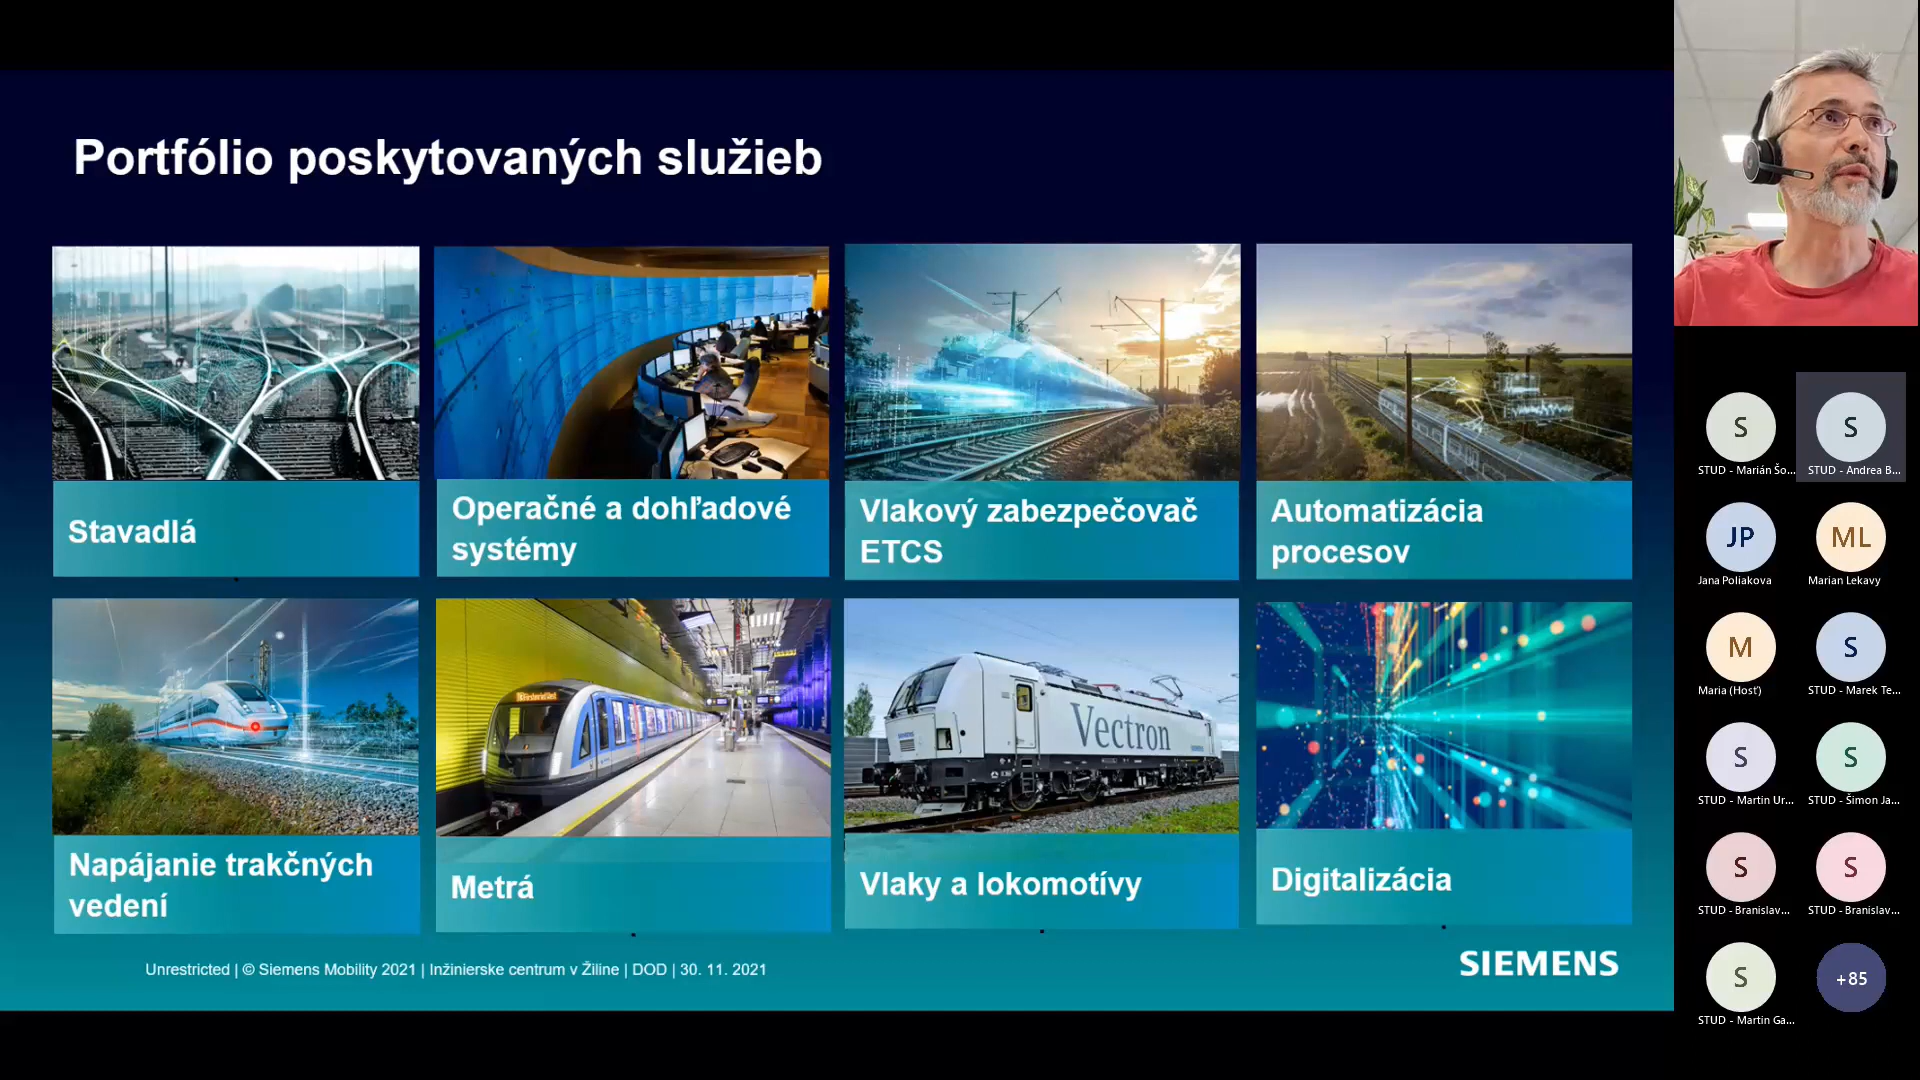 Portfólio poskytovaných služieb
Stavadlá
Operačné a dohľadové
systémy
Vlakový zabezpečovač
ETCS
Automatizácia
procesov
Napájanie trakčných
vedení
Metrá
Vectron
Vlaky a lokomotívy
Digitalizácia
Unrestricted | © Siemens Mobility 2021 | Inžinierske centrum v Žiline | DOD | 30. 11. 2021
SIEMENS
S
STUD - Marián Šo...
S
STUD - Andrea B...
JP
Jana Poliakova
ML
Marian Lekavy
M
Maria (Hosť)
S
STUD - Marek Te...
S
STUD - Martin Ur...
S
STUD - Šimon Ja...
S
STUD - Branislav...
S
STUD - Branislav...
S
STUD - Martin Ga...
+85